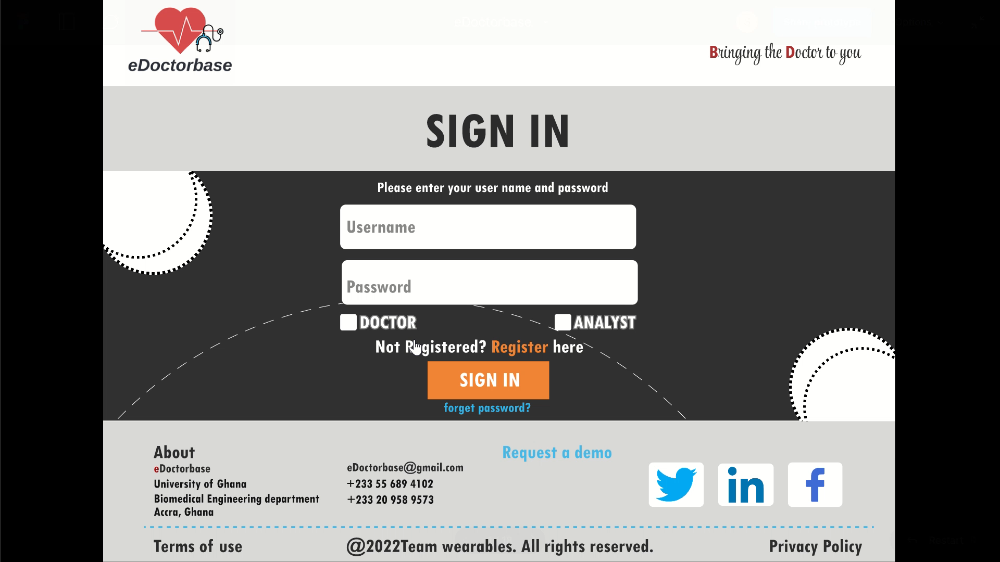 eDoctorbase
Bringing the Doctor to you
SIGN IN
Please enter your user name and password
Username
Password
DOCTOR
ANALYST
Not Registered? Register here
SIGN IN
forget password?
About
eDoctorbase
University of Ghana
Biomedical Engineering department
Accra, Ghana
eDoctorbase@gmail.com
+233 55 689 4102
+233 20 958 9573
Request a demo
in
f
Terms of use
@2022Team wearables. All rights reserved.
Privacy Policy